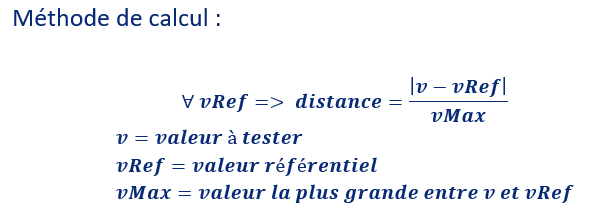 Méthode de calcul :
∀ vRef => distance = |v − vRef| / vMax
v = valeur à tester
vRef = valeur référentiel
vMax = valeur la plus grande entre v et vRef